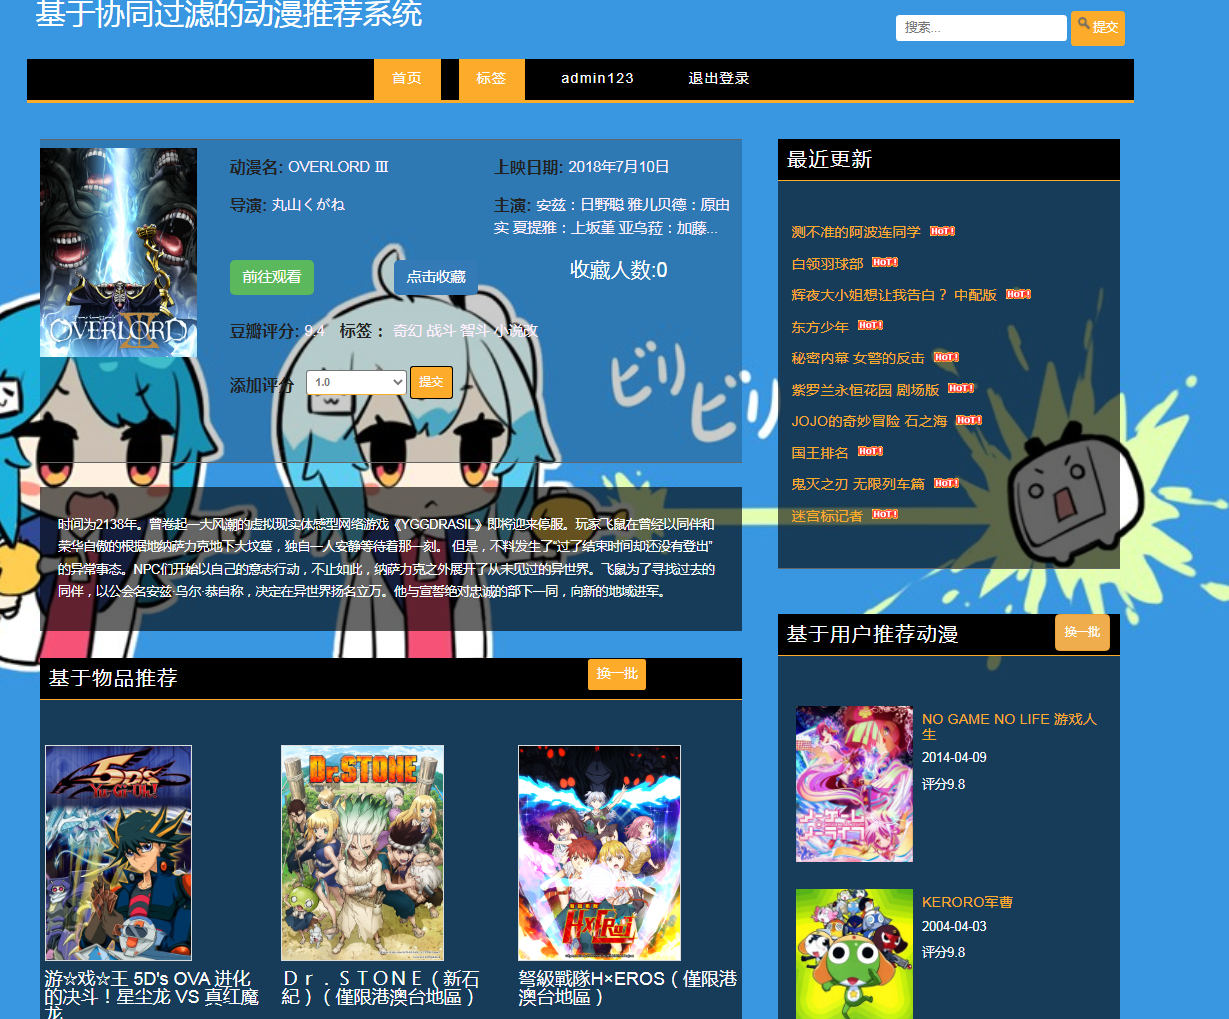 基于协同过滤的动漫推荐系统
搜索...
提交
首页 标签 admin123 退出登录
OVERLORD III
动漫名: OVERLORD Ⅲ
上映日期: 2018年7月10日
导演: 丸山くがね
主演: 安兹：日野聪 雅儿贝德：原由
实 夏提雅：上坂堇 亚乌菈：加藤...
前往观看
点击收藏
收藏人数:0
豆瓣评分: 9.4 标签： 奇幻 战斗 智斗 小说改
添加评分 1.0 提交
ビリビリ
时间为2138年。曾卷起一大风潮的虚拟现实体感型网络游戏《YGGDRASIL》即将迎来停服。玩家飞鼠在曾经以同伴和
荣华自傲的根据地纳萨力克地下大坟墓，独自一人安静等待着那一刻。 但是，不料发生了“过了结束时间却还没有登出”
的异常事态。NPC们开始以自己的意志行动，不止如此，纳萨力克之外展开了从未见过的异世界。飞鼠为了寻找过去的
同伴，以公会名安兹·乌尔·恭自称，决定在异世界扬名立万。他与宣誓绝对忠诚的部下一同，向新的地域进军。
基于物品推荐
换一批
5D's
Yu-Gi-Oh!
游☆戏☆王 5D's OVA 进化
的决斗！星尘龙 VS 真红魔
龙
Dr.STONE
Ｄｒ．ＳＴＯＮＥ（新石
紀）（僅限港澳台地區）
HxEROS
弩級戰隊H×EROS（僅限港
澳台地區）
最近更新
测不准的阿波连同学 HOT!
白领羽球部 HOT!
辉夜大小姐想让我告白？ 中配版 HOT!
东方少年 HOT!
秘密内幕 女警的反击 HOT!
紫罗兰永恒花园 剧场版 HOT!
JOJO的奇妙冒险 石之海 HOT!
国王排名 HOT!
鬼灭之刃 无限列车篇 HOT!
迷宫标记者 HOT!
基于用户推荐动漫
换一批
ノーゲーム
ノーライフ
NO GAME NO LIFE 游戏人
生
2014-04-09
评分9.8
KERORO军曹
2004-04-03
评分9.8